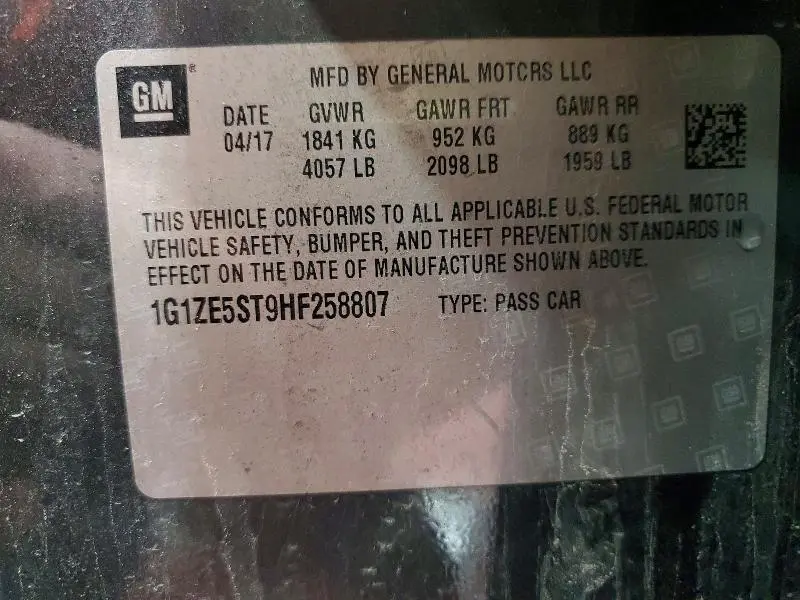 GM
MFD BY GENERAL MOTORS LLC
DATE GVWR GAWR FRT GAWR RR
04/17 1841 KG 952 KG 889 KG
4057 LB 2098 LB 1959 LB
THIS VEHICLE CONFORMS TO ALL APPLICABLE U.S. FEDERAL MOTOR
VEHICLE SAFETY, BUMPER, AND THEFT PREVENTION STANDARDS IN
EFFECT ON THE DATE OF MANUFACTURE SHOWN ABOVE.
1G1ZE5ST9HF258807 TYPE: PASS CAR